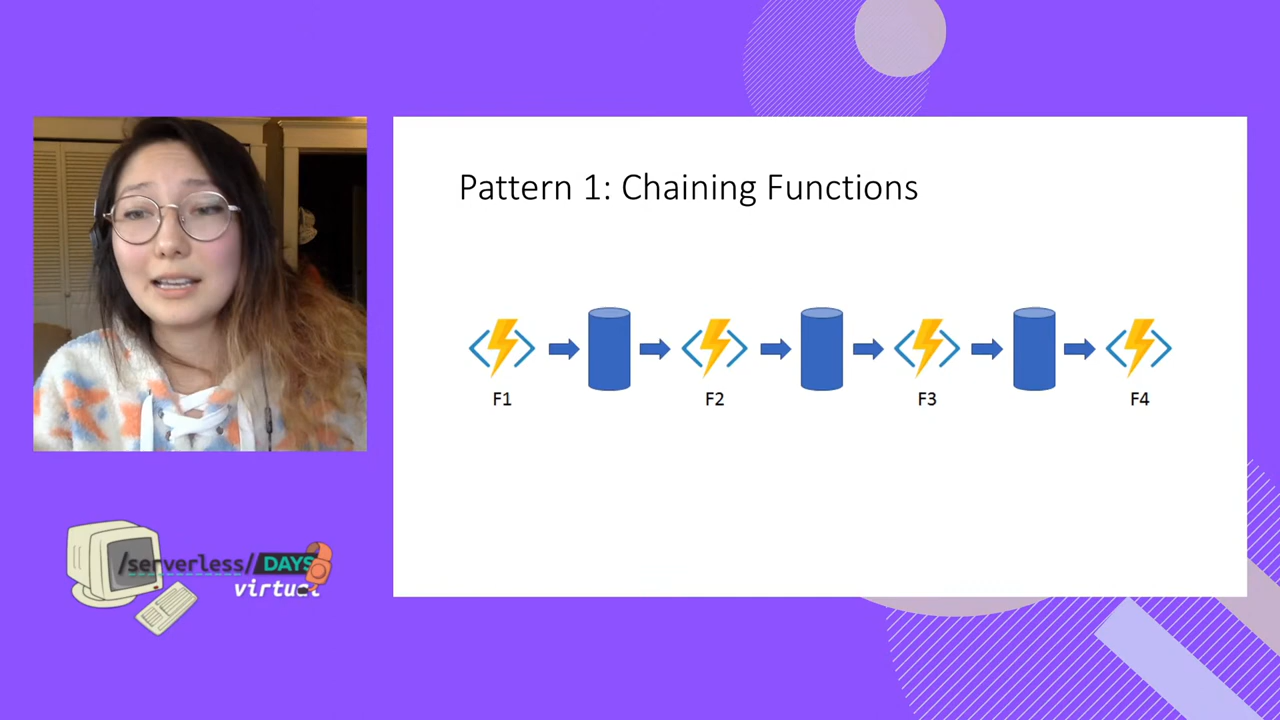 Pattern 1: Chaining Functions
F1
F2
F3
F4
/serverless/ DAYS
virtual